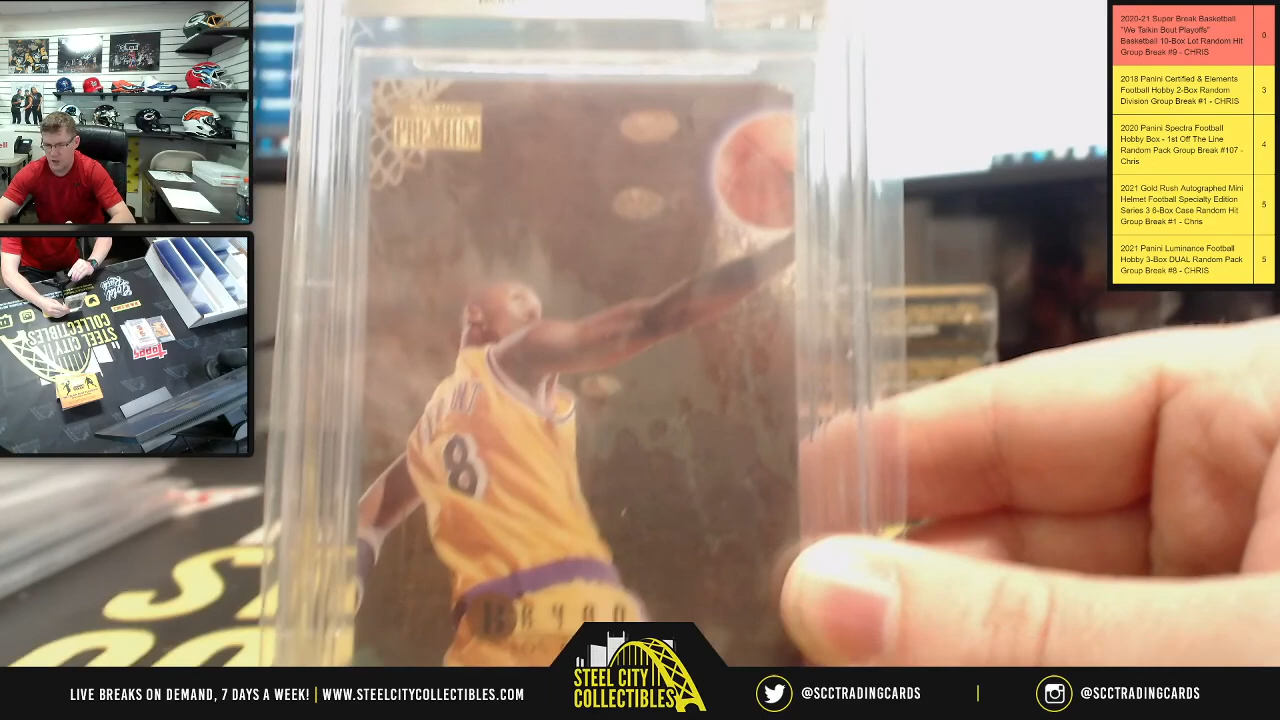 PREMIUM
8
STEEL CITY
COLLECTIBLES
2020-21 Super Break Basketball
"We Talkin Bout Playoffs"
Basketball 10-Box Lot Random Hit
Group Break #9 - CHRIS
0
2018 Panini Certified & Elements
Football Hobby 2-Box Random
Division Group Break #1 - CHRIS
3
2020 Panini Spectra Football
Hobby Box - 1st Off The Line
Random Pack Group Break #107 -
Chris
4
2021 Gold Rush Autographed Mini
Helmet Football Specialty Edition
Series 3 6-Box Case Random Hit
Group Break #1 - Chris
5
2021 Panini Luminance Football
Hobby 3-Box DUAL Random Pack
Group Break #8 - CHRIS
5
LIVE BREAKS ON DEMAND, 7 DAYS A WEEK! | WWW.STEELCITYCOLLECTIBLES.COM
STEEL CITY
COLLECTIBLES
@SCCTRADINGCARDS
|
@SCCTRADINGCARDS